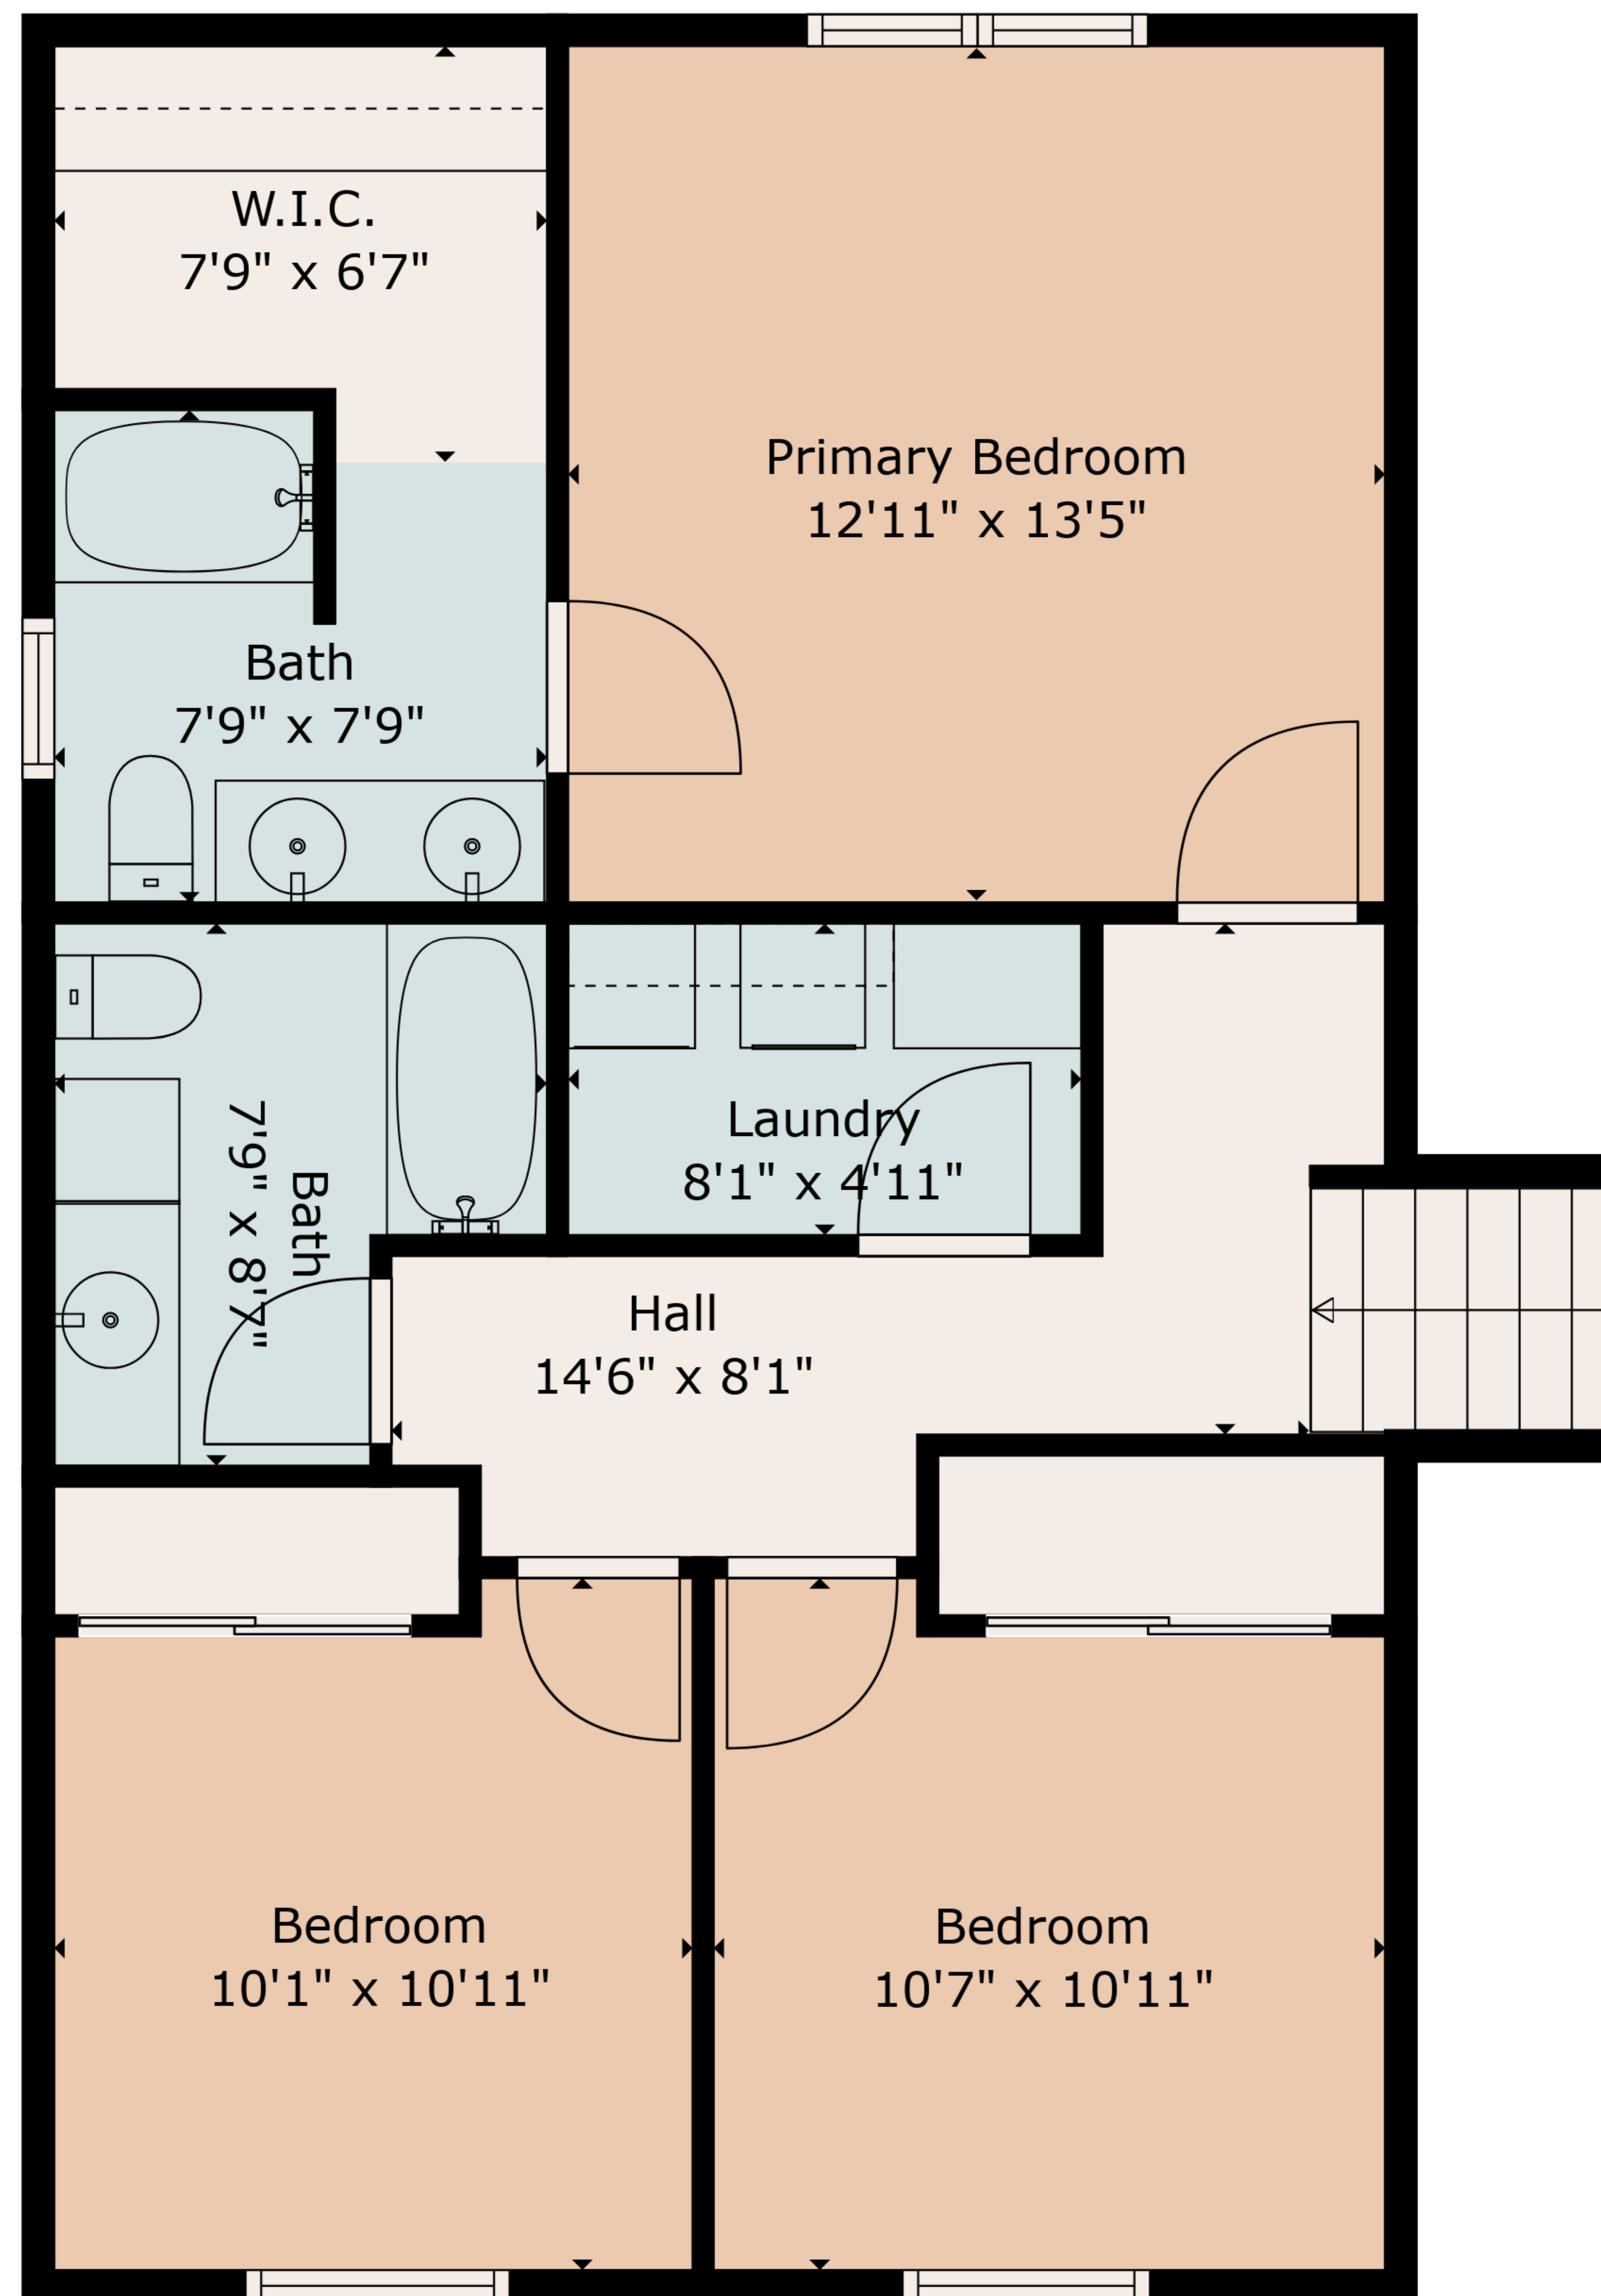 W.I.C.
7'9" x 6'7"
Primary Bedroom
12'11" x 13'5"
Bath
7'9" x 7'9"
Laundry
8'1" x 4'11"
Bath
7'9" x 8'7"
Hall
14'6" x 8'1"
Bedroom
10'1" x 10'11"
Bedroom
10'7" x 10'11"